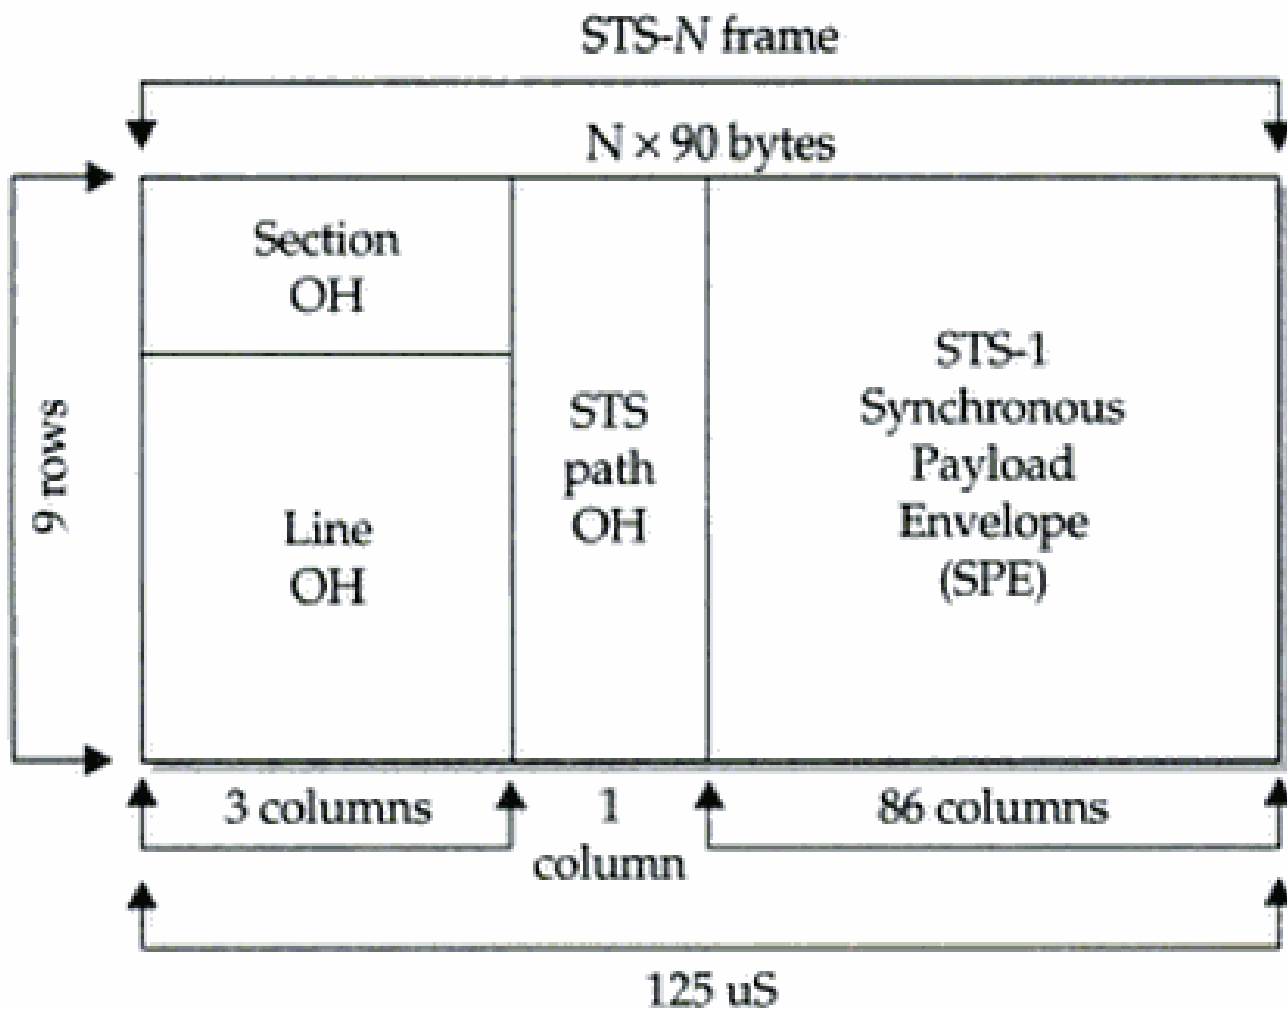 STS-N frame
N × 90 bytes
Section
OH
Line
OH
9 rows
STS
path
OH
STS-1
Synchronous
Payload
Envelope
(SPE)
3 columns
1
column
86 columns
125 uS